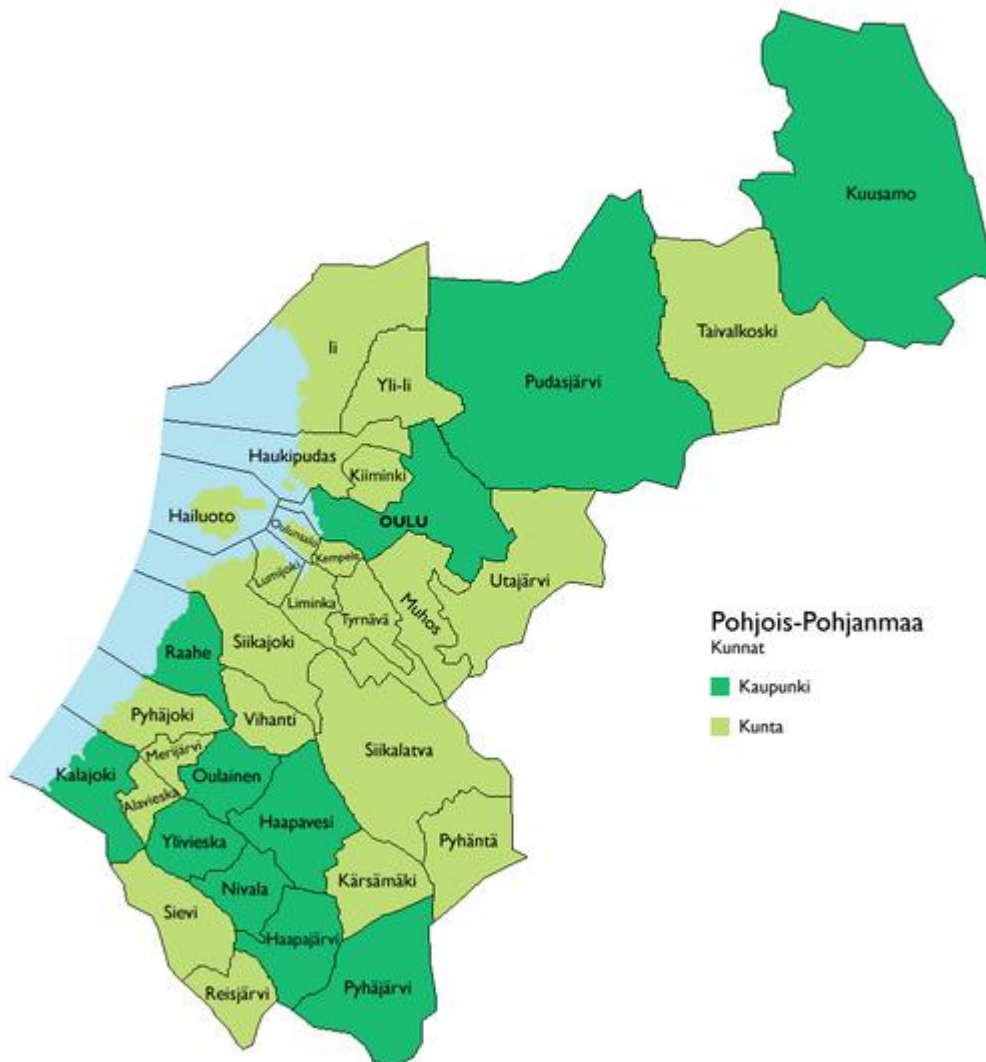 Kuusamo
Taivalkoski
Ii
Yli-Ii
Pudasjärvi
Haukipudas
Kiiminki
Hailuoto
OULU
Oulunsalo
Kempele
Lumijoki
Liminka
Tyrnävä
Muhos
Utajärvi
Siikajoki
Raahe
Pyhäjoki
Vihanti
Merijärvi
Siikalatva
Kalajoki
Oulainen
Alavieska
Haapavesi
Ylivieska
Pyhäntä
Nivala
Kärsämäki
Sievi
Haapajärvi
Reisjärvi
Pyhäjärvi
Pohjois-Pohjanmaa
Kunnat
Kaupunki
Kunta